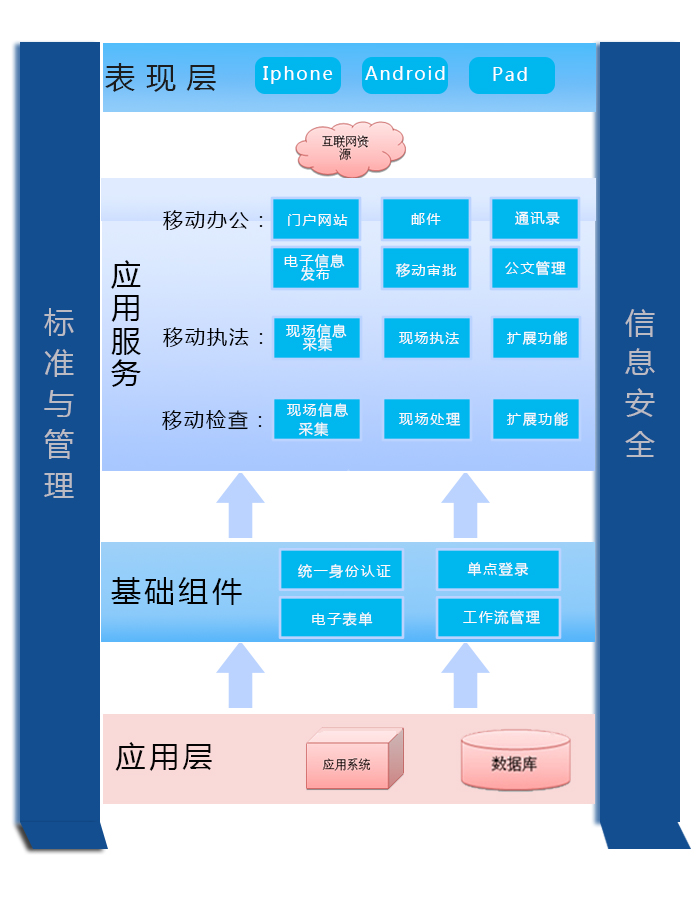 表现层
Iphone
Android
Pad
互联网资
源
标准与管理
信息安全
应用服务
移动办公：
门户网站
邮件
通讯录
电子信息
发布
移动审批
公文管理
移动执法：
现场信息
采集
现场执法
扩展功能
移动检查：
现场信息
采集
现场处理
扩展功能
基础组件
统一身份认证
单点登录
电子表单
工作流管理
应用层
应用系统
数据库